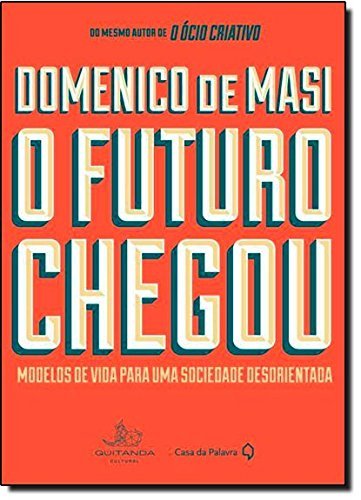 DO MESMO AUTOR DE O ÓCIO CRIATIVO
DOMENICO DE MASI
O FUTURO
CHEGOU
MODELOS DE VIDA PARA UMA SOCIEDADE DESORIENTADA
QUITANDA
CULTURAL
Casa da Palavra